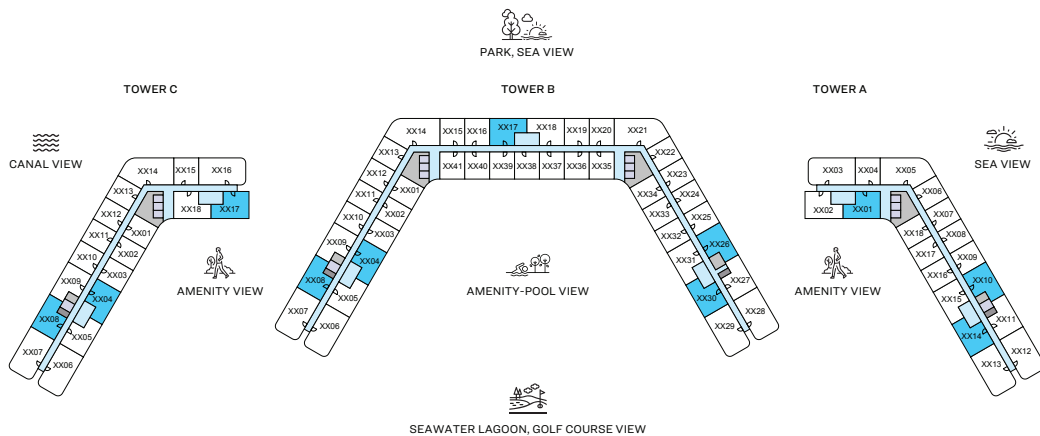 PARK, SEA VIEW
TOWER C
TOWER B
TOWER A
CANAL VIEW
SEA VIEW
XX14
XX15
XX16
XX13
XX12
XX11
XX10
XX09
XX08
XX07
XX06
XX05
XX04
XX03
XX02
XX01
XX18
XX17
AMENITY VIEW
XX14
XX15
XX16
XX17
XX18
XX19
XX20
XX21
XX13
XX12
XX11
XX10
XX09
XX08
XX07
XX06
XX05
XX04
XX03
XX02
XX01
XX41
XX40
XX39
XX38
XX37
XX36
XX35
XX22
XX23
XX24
XX25
XX26
XX27
XX28
XX29
XX30
XX31
XX32
XX33
XX34
AMENITY-POOL VIEW
XX03
XX04
XX05
XX02
XX01
XX06
XX07
XX08
XX09
XX10
XX11
XX12
XX13
XX14
XX15
XX16
XX17
XX18
AMENITY VIEW
SEAWATER LAGOON, GOLF COURSE VIEW